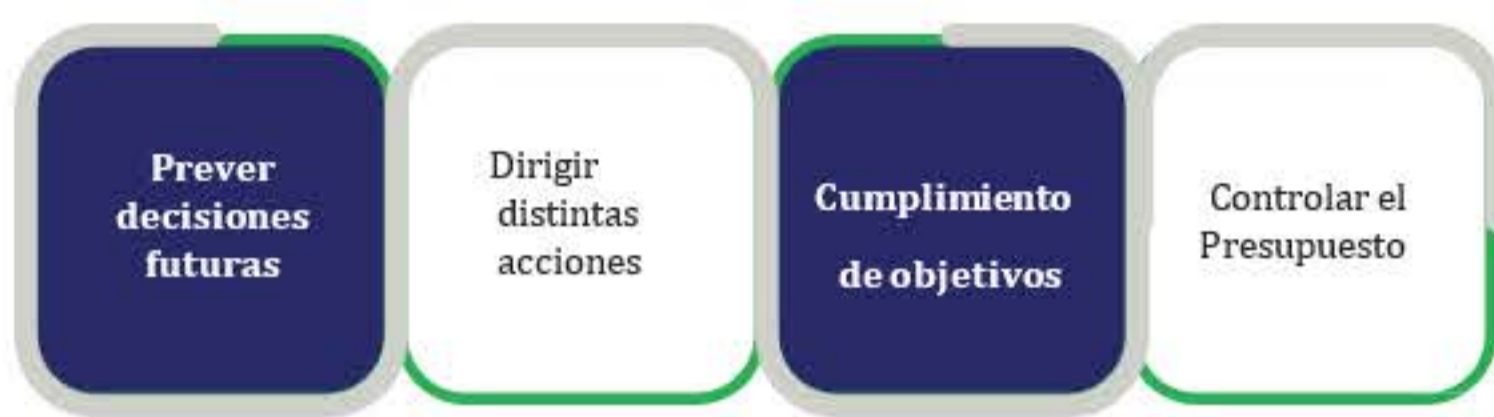 Prever
decisiones
futuras
Dirigir
distintas
acciones
Cumplimiento
de objetivos
Controlar el
Presupuesto